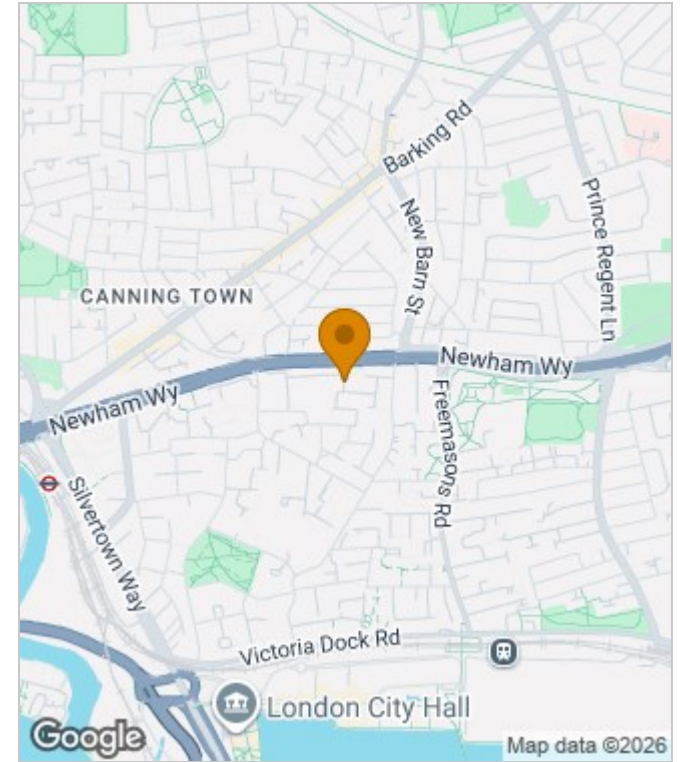 Barking Rd
New Barn St
Prince Regent Ln
CANNING TOWN
Newham Wy
Newham Wy
Freemasons Rd
Silvertown Way
Victoria Dock Rd
London City Hall
Google
Map data ©2026